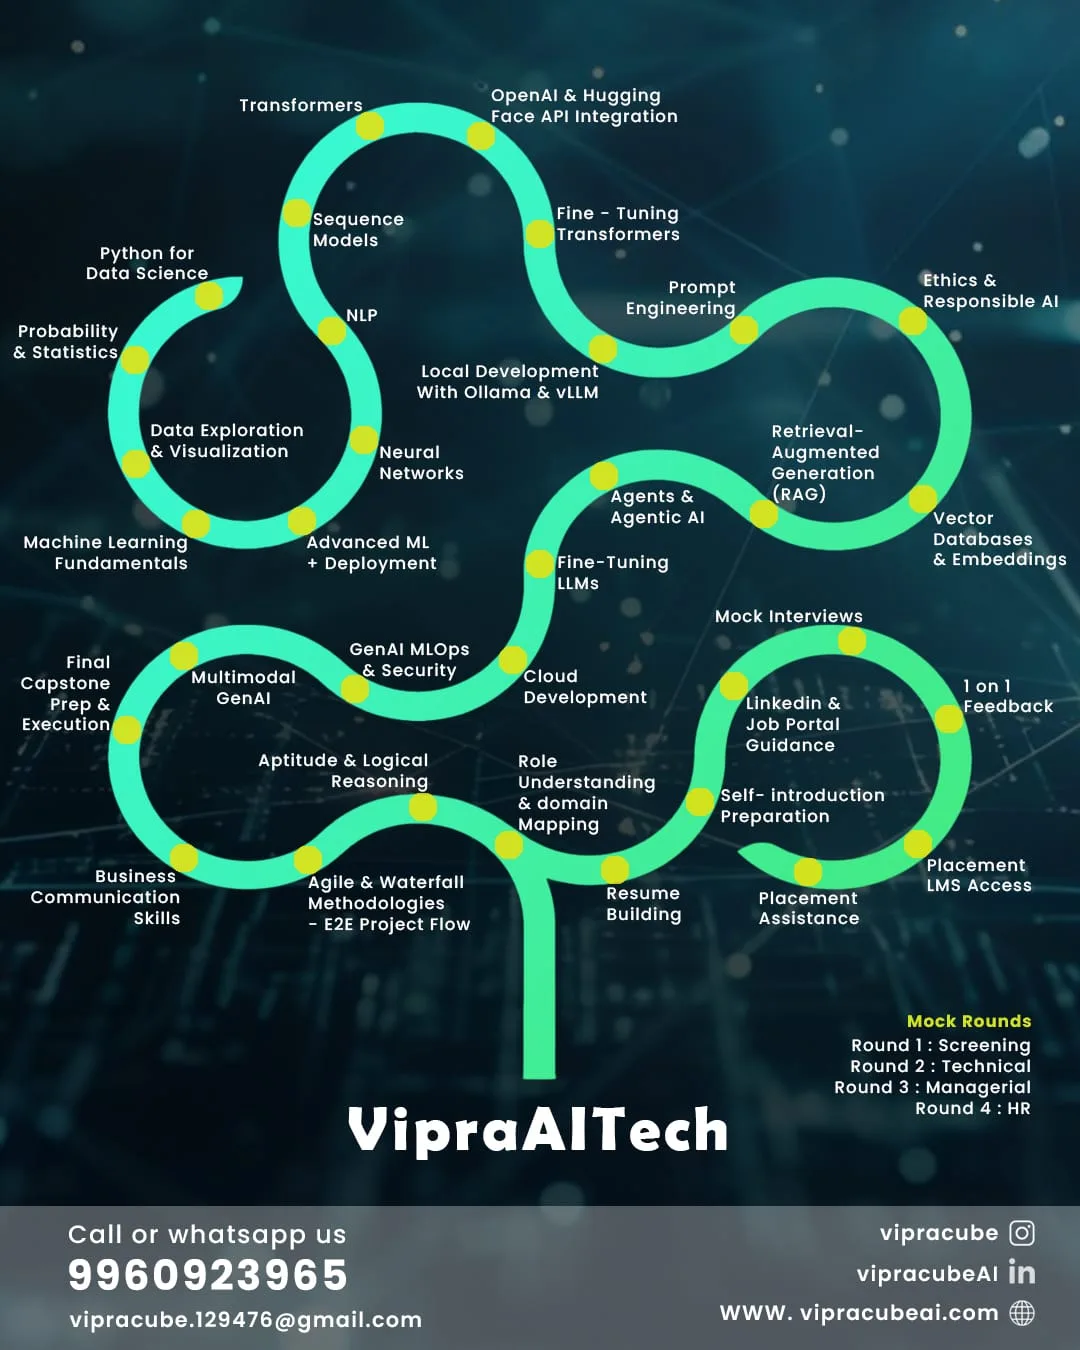 Transformers
OpenAI & Hugging
Face API Integration
Sequence
Models
Fine - Tuning
Transformers
Python for
Data Science
Prompt
Engineering
Ethics &
Responsible AI
Probability
& Statistics
NLP
Local Development
With Ollama & vLLM
Data Exploration
& Visualization
Neural
Networks
Retrieval-
Augmented
Generation
(RAG)
Agents &
Agentic AI
Vector
Databases
& Embeddings
Machine Learning
Fundamentals
Advanced ML
+ Deployment
Fine-Tuning
LLMs
Mock Interviews
Final
Capstone
Prep &
Execution
Multimodal
GenAI
GenAI MLOps
& Security
Cloud
Development
Linkedin &
Job Portal
Guidance
1 on 1
Feedback
Aptitude & Logical
Reasoning
Role
Understanding
& domain
Mapping
Self- introduction
Preparation
Business
Communication
Skills
Agile & Waterfall
Methodologies
- E2E Project Flow
Resume
Building
Placement
Assistance
Placement
LMS Access
Mock Rounds
Round 1 : Screening
Round 2 : Technical
Round 3 : Managerial
Round 4 : HR
VipraAITech
Call or whatsapp us
9960923965
vipracube.129476@gmail.com
vipracube
vipracubeAI
www. vipracubeai.com